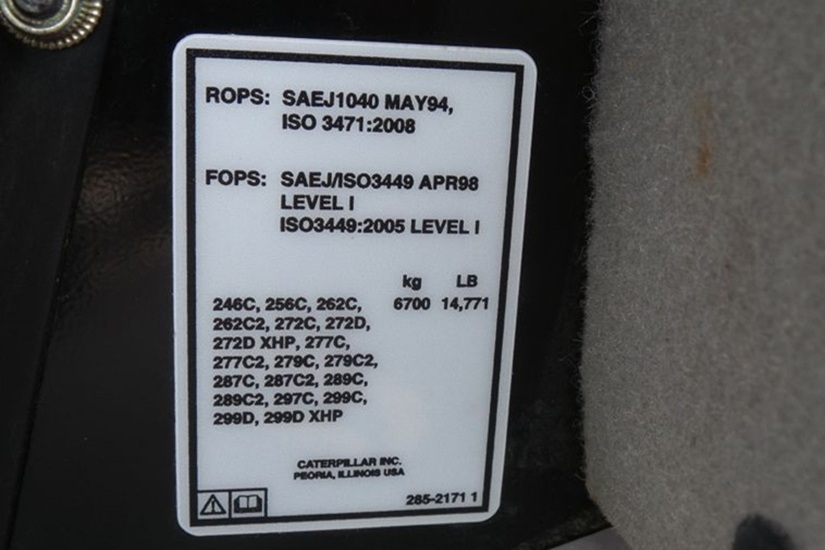 ROPS: SAEJ1040 MAY94,
ISO 3471:2008
FOPS: SAEJ/ISO3449 APR98
LEVEL I
ISO3449:2005 LEVEL I
kg LB
246C, 256C, 262C, 6700 14,771
262C2, 272C, 272D,
272D XHP, 277C,
277C2, 279C, 279C2,
287C, 287C2, 289C,
289C2, 297C, 299C,
299D, 299D XHP
CATERPILLAR INC.
PEORIA, ILLINOIS USA
285-2171 1